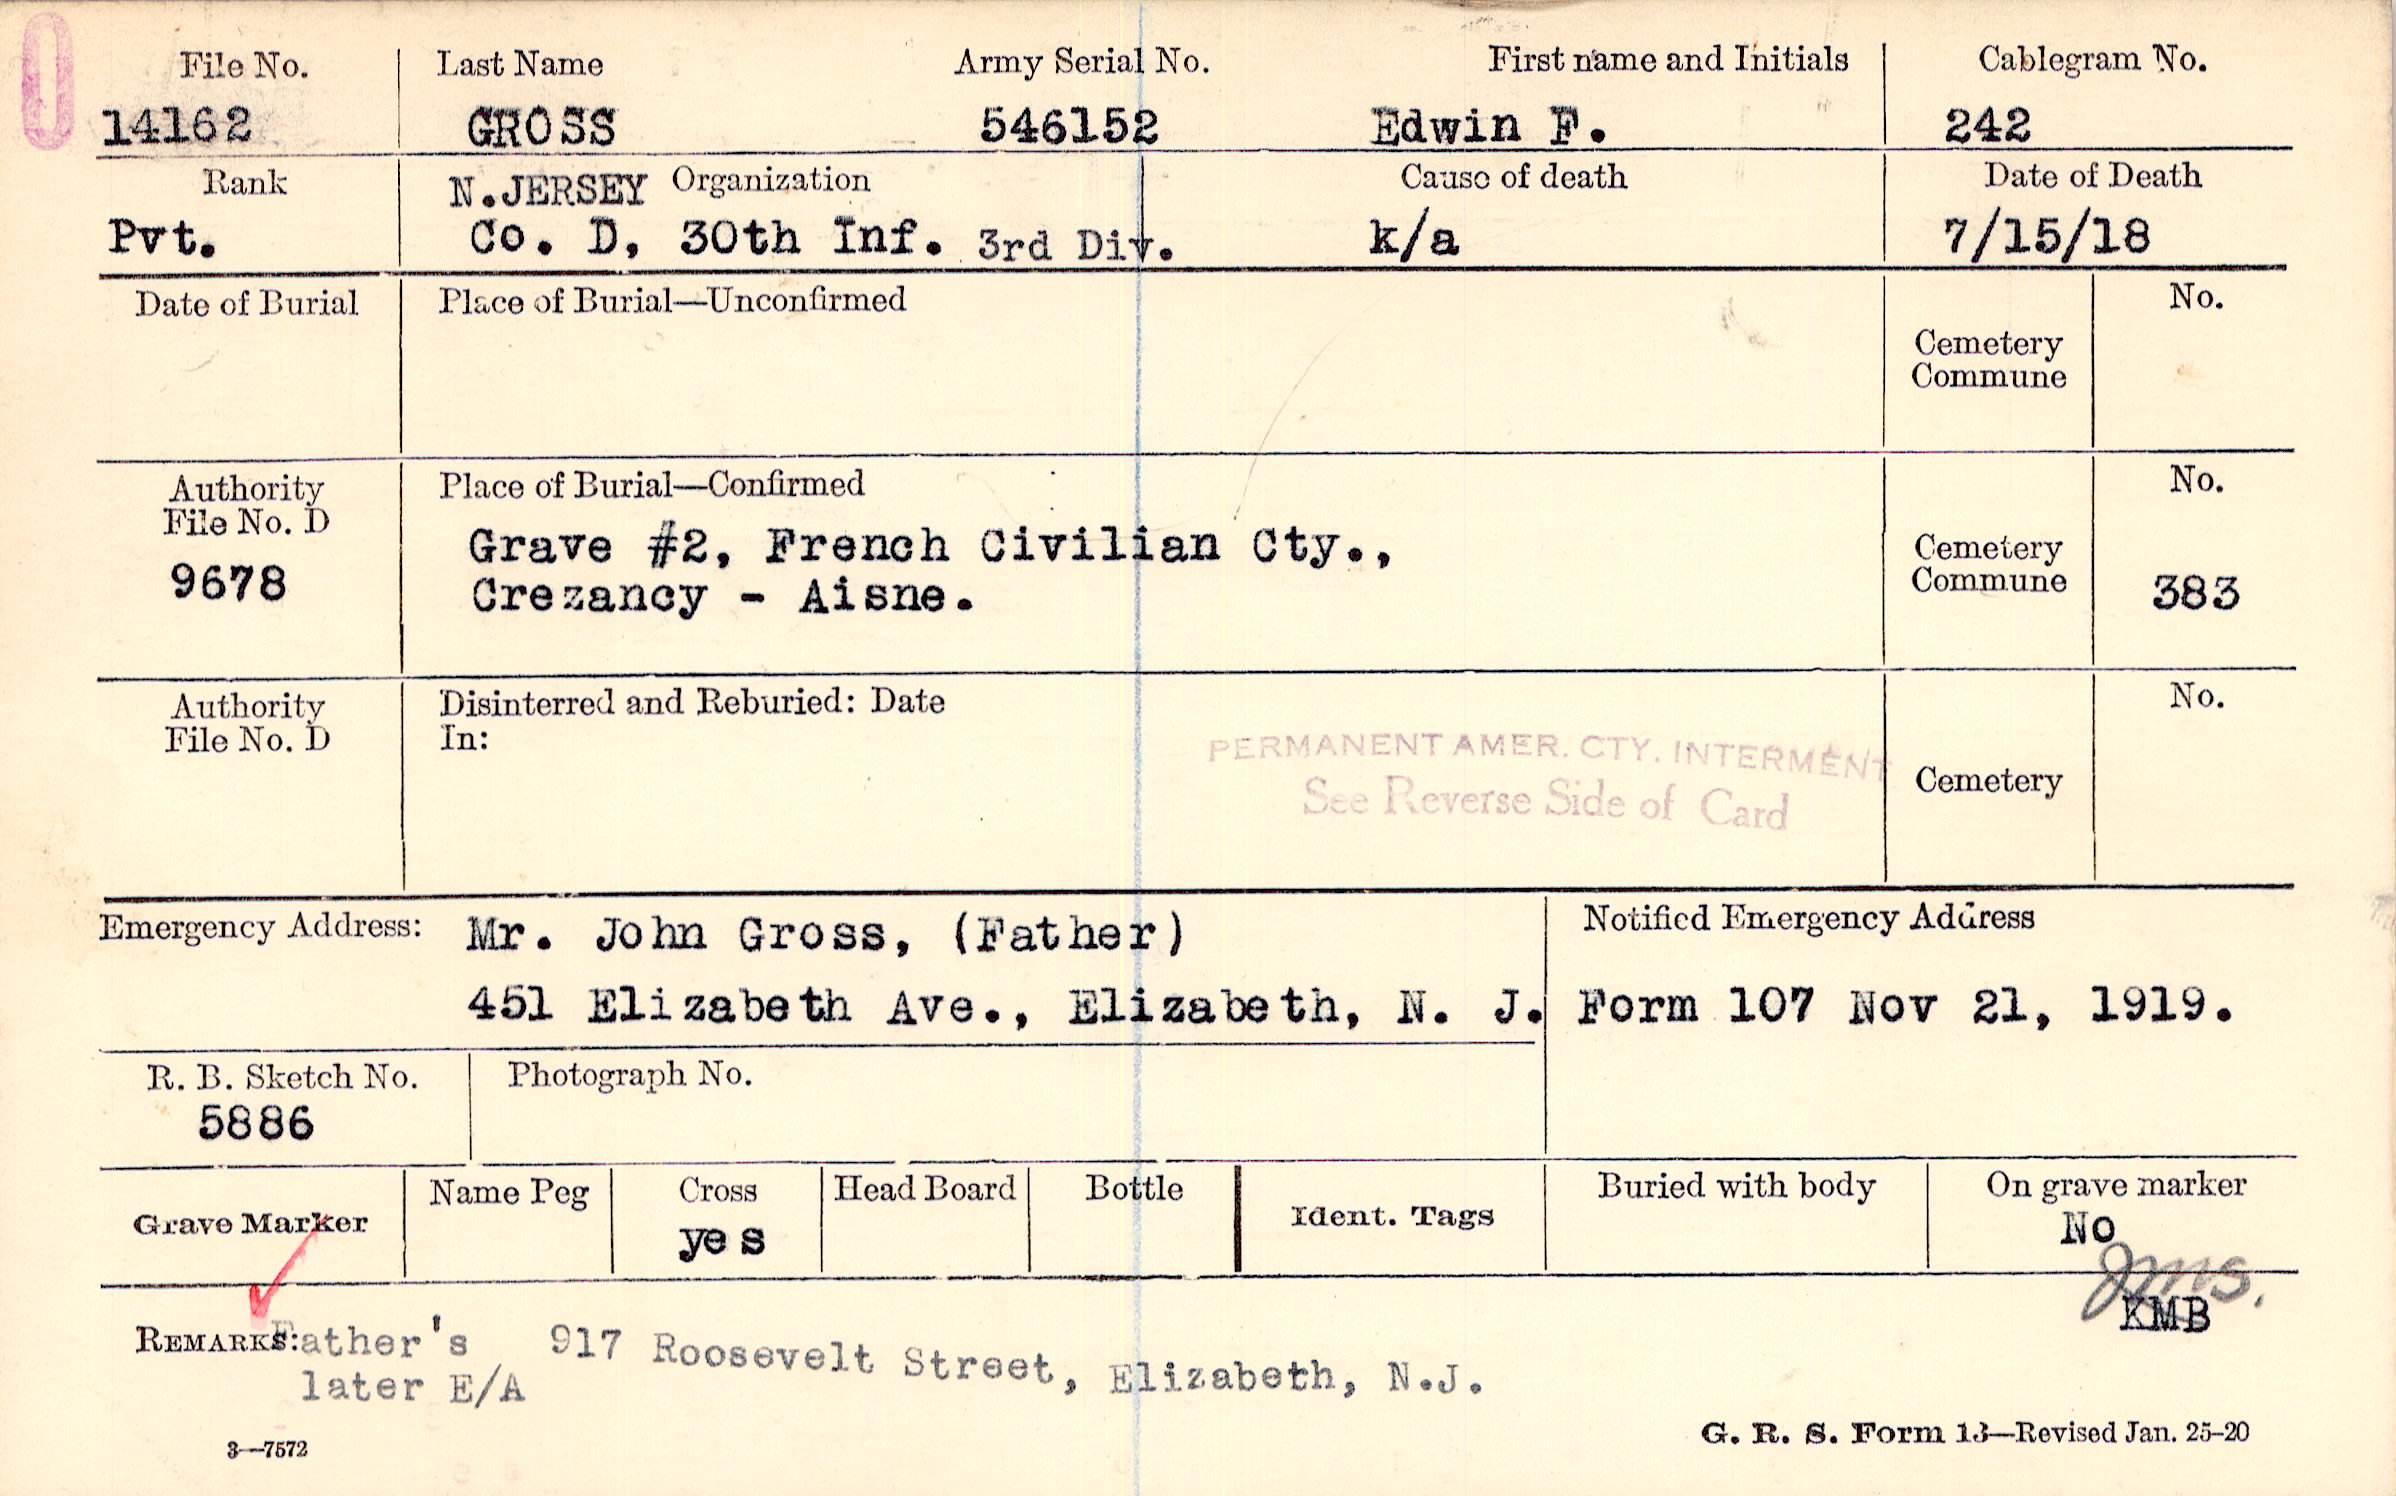 File No. Last Name Army Serial No. First name and Initials Cablegram No.
14162 GROSS 546152 Edwin F. 242
Rank N.JERSEY Organization Cause of death Date of Death
Pvt. Co. D, 30th Inf. 3rd Div. k/a 7/15/18
Date of Burial Place of Burial—Unconfirmed No.
Cemetery
Commune
Authority Place of Burial—Confirmed No.
File No. D
9678 Grave #2, French Civilian Cty., Cemetery
Crezancy - Aisne. Commune 383
Authority Disinterred and Reburied: Date No.
File No. D In:
PERMANENT AMER. CTY. INTERMENT
See Reverse Side of Card
Cemetery
Emergency Address: Mr. John Gross, (Father) Notified Emergency Address
451 Elizabeth Ave., Elizabeth, N. J. Form 107 Nov 21, 1919.
R. B. Sketch No. Photograph No.
5886
Grave Marker Name Peg Cross Head Board Bottle Ident. Tags Buried with body On grave marker
yes No
Jms.
KMB
REMARKS: Father's 917 Roosevelt Street, Elizabeth, N.J.
later E/A
3—7572 G. R. S. Form 13—Revised Jan. 25-20